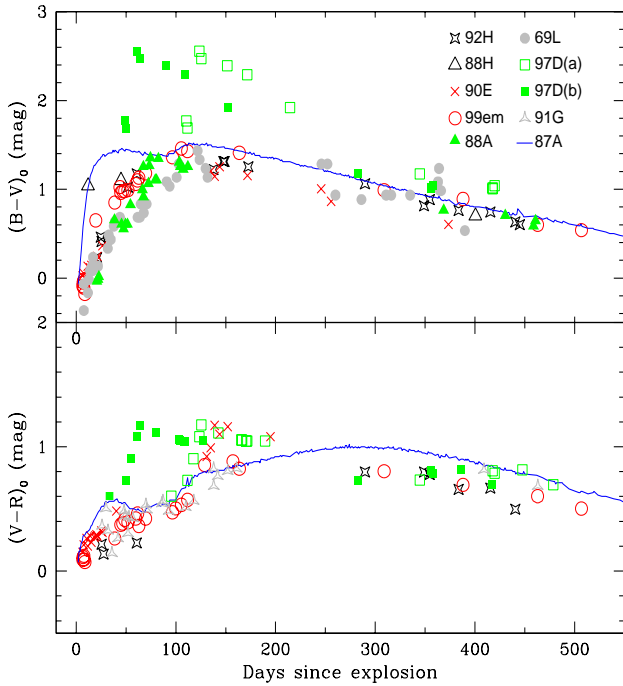 3
2
1
0
2
(B−V)₀ (mag)
92H
88H
90E
99em
88A
69L
97D(a)
97D(b)
91G
87A
0
1
0
(V−R)₀ (mag)
0
100
200
300
400
500
Days since explosion